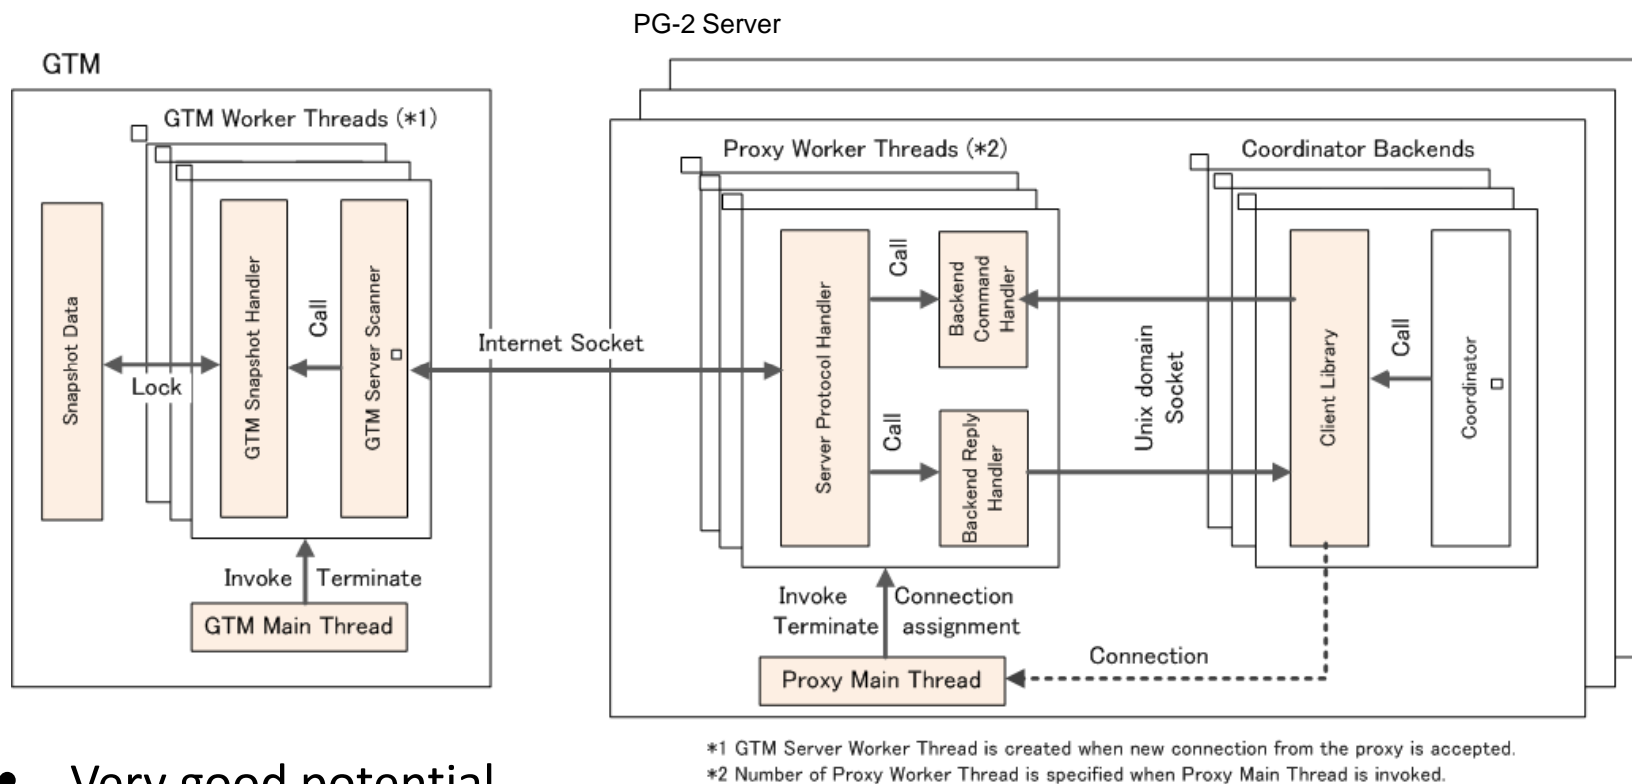 PG-2 Server
GTM
GTM Worker Threads (*1)
Snapshot Data
Lock
GTM Snapshot Handler
Call
GTM Server Scanner
Invoke
Terminate
GTM Main Thread
Internet Socket
Proxy Worker Threads (*2)
Server Protocol Handler
Call
Backend
Command
Handler
Call
Backend Reply
Handler
Invoke
Terminate
Connection
assignment
Proxy Main Thread
Unix domain
Socket
Coordinator Backends
Client Library
Call
Coordinator
Connection
*1 GTM Server Worker Thread is created when new connection from the proxy is accepted.
*2 Number of Proxy Worker Thread is specified when Proxy Main Thread is invoked.
• Very good potential